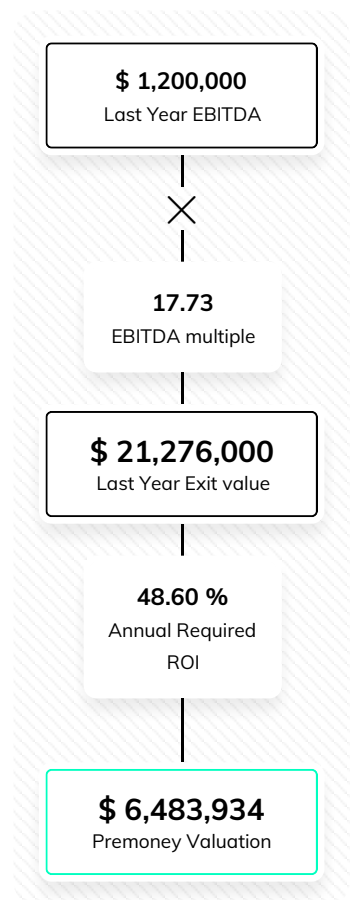 $ 1,200,000
Last Year EBITDA
17.73
EBITDA multiple
$ 21,276,000
Last Year Exit value
48.60 %
Annual Required
ROI
$ 6,483,934
Premoney Valuation